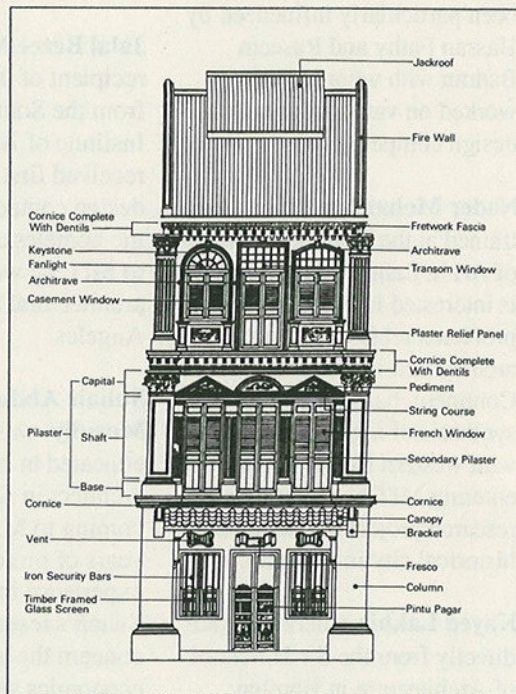 Jackroof
Fire Wall
Cornice Complete
With Dentils
Keystone
Fanlight
Architrave
Casement Window
Fretwork Fascia
Architrave
Transom Window
Plaster Relief Panel
Cornice Complete
With Dentils
Pediment
String Course
French Window
Secondary Pilaster
Capital
Pilaster
Shaft
Base
Cornice
Vent
Iron Security Bars
Timber Framed
Glass Screen
Cornice
Canopy
Bracket
Fresco
Column
Pintu Pagar